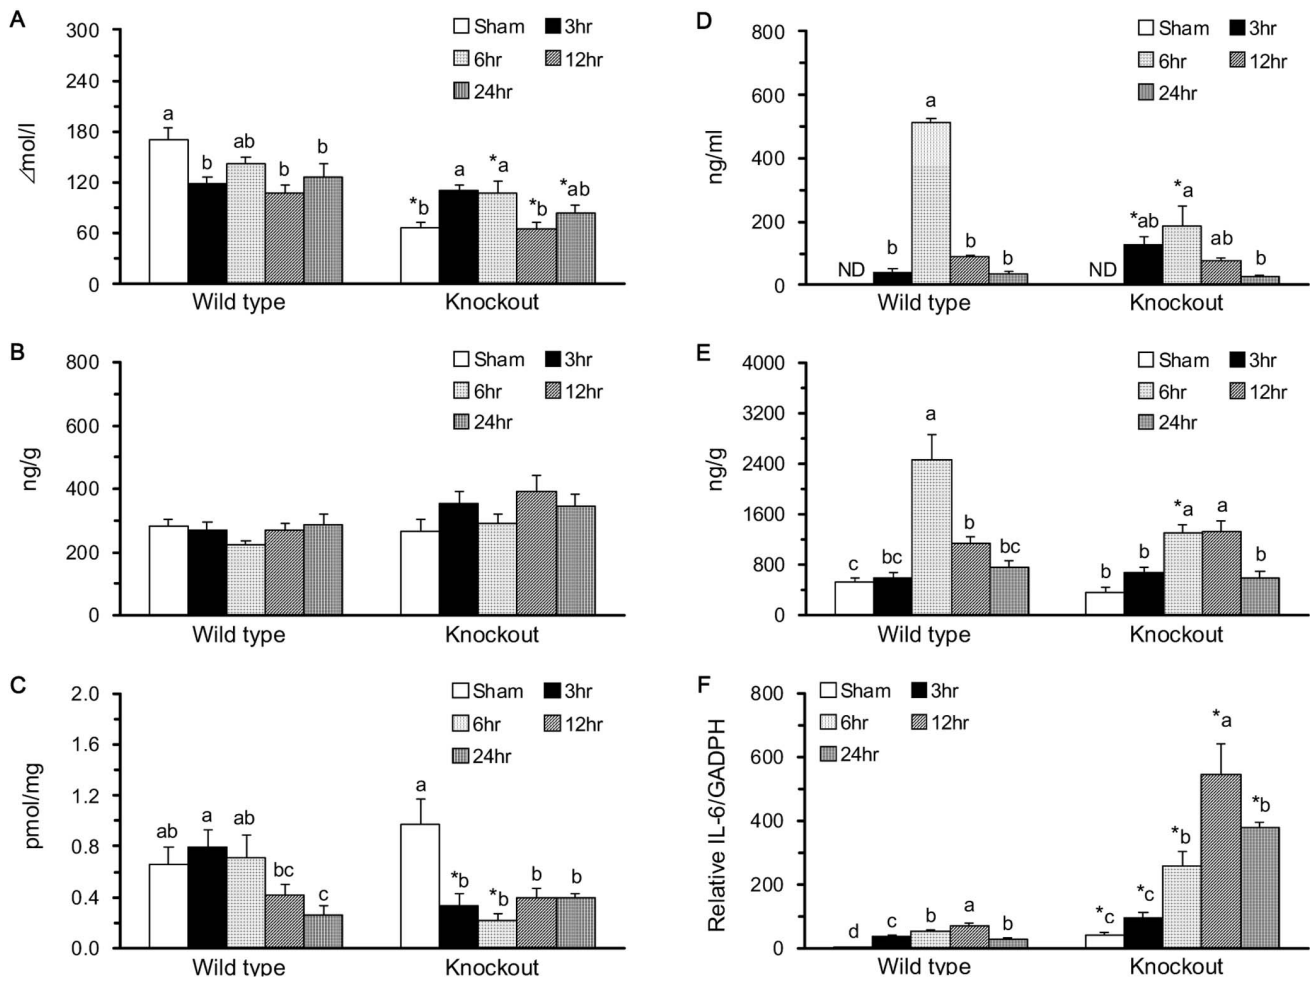 A
300
240
180
120
60
0
⊿mol/l
Sham 3hr
6hr 12hr
24hr
a b ab b b
*b a *a *b *ab
Wild type Knockout
B
800
600
400
200
0
ng/g
Sham 3hr
6hr 12hr
24hr
Wild type Knockout
C
2.0
1.6
1.2
0.8
0.4
0.0
pmol/mg
Sham 3hr
6hr 12hr
24hr
ab a ab bc c
a *b *b b b
Wild type Knockout
D
800
600
400
200
0
ng/ml
Sham 3hr
6hr 12hr
24hr
ND b a b b
ND *ab *a ab b
Wild type Knockout
E
4000
3200
2400
1600
800
0
ng/g
Sham 3hr
6hr 12hr
24hr
c bc a b bc
b b *a a b
Wild type Knockout
F
800
600
400
200
0
Relative IL-6/GADPH
Sham 3hr
6hr 12hr
24hr
d c b a b
*c *c *b *a *b
Wild type Knockout